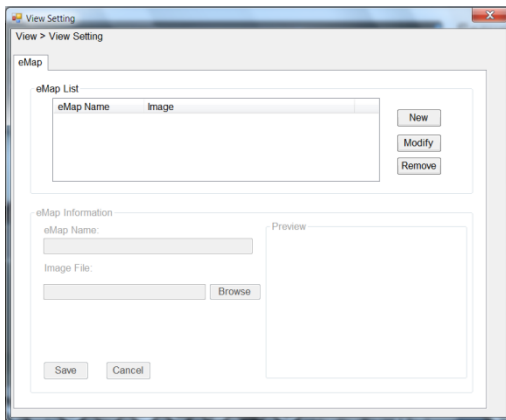 View Setting
View > View Setting
eMap
eMap List
eMap Name Image
New
Modify
Remove
eMap Information
eMap Name:
Preview
Image File:
Browse
Save Cancel